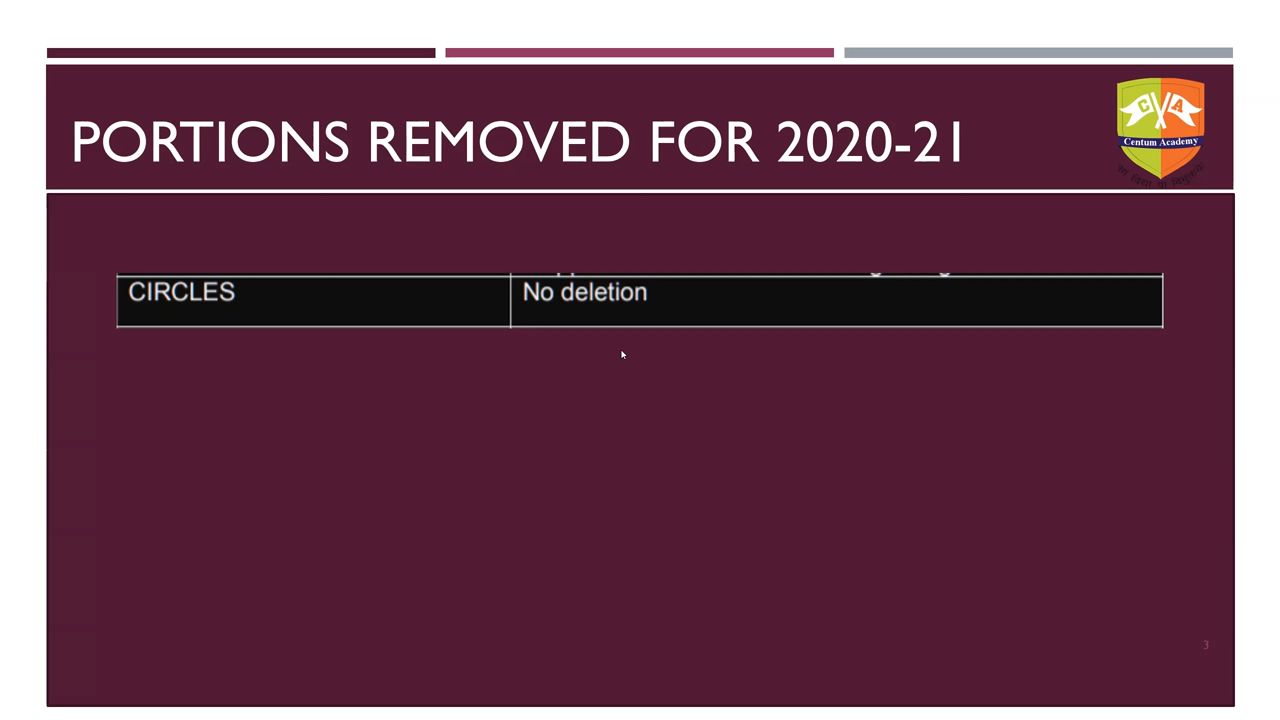 PORTIONS REMOVED FOR 2020-21
C A
Centum Academy
CIRCLES
No deletion
3